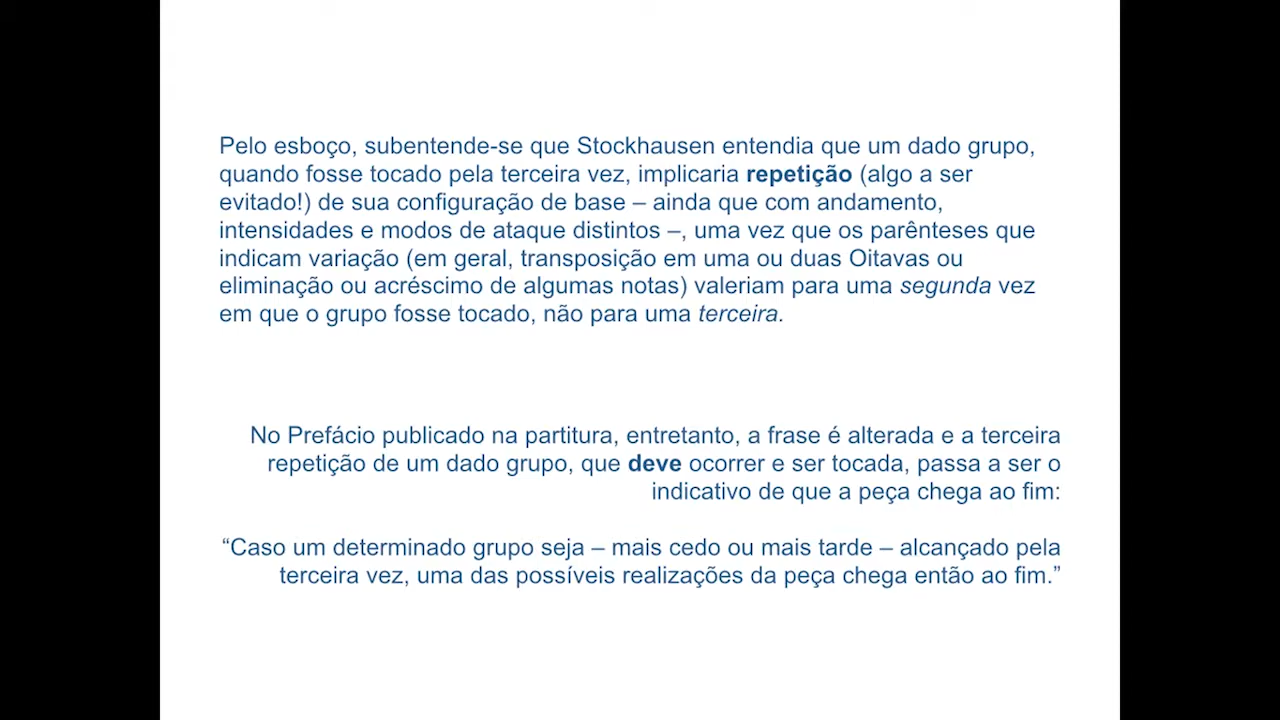 Pelo esboço, subentende-se que Stockhausen entendia que um dado grupo,
quando fosse tocado pela terceira vez, implicaria repetição (algo a ser
evitado!) de sua configuração de base – ainda que com andamento,
intensidades e modos de ataque distintos –, uma vez que os parênteses que
indicam variação (em geral, transposição em uma ou duas Oitavas ou
eliminação ou acréscimo de algumas notas) valeriam para uma segunda vez
em que o grupo fosse tocado, não para uma terceira.
No Prefácio publicado na partitura, entretanto, a frase é alterada e a terceira
repetição de um dado grupo, que deve ocorrer e ser tocada, passa a ser o
indicativo de que a peça chega ao fim:
“Caso um determinado grupo seja – mais cedo ou mais tarde – alcançado pela
terceira vez, uma das possíveis realizações da peça chega então ao fim.”